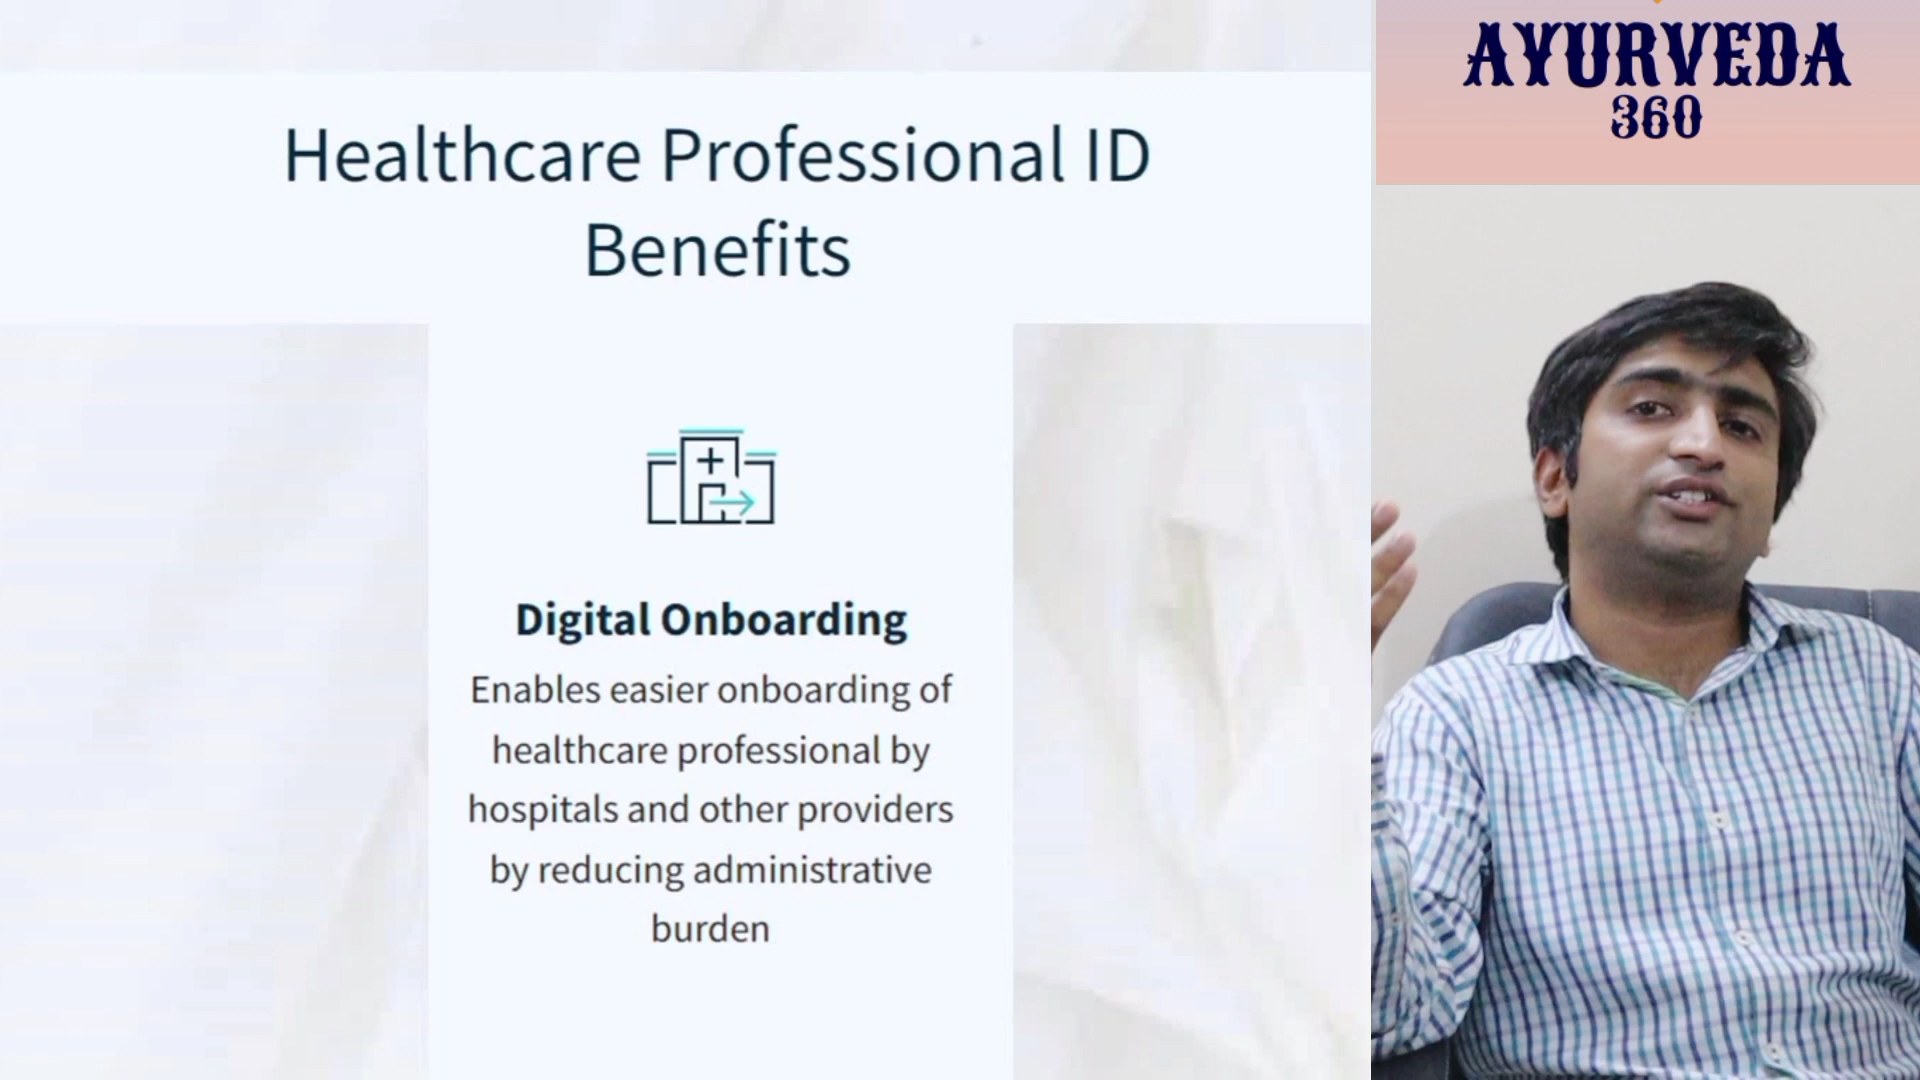 Healthcare Professional ID
Benefits
Digital Onboarding
Enables easier onboarding of
healthcare professional by
hospitals and other providers
by reducing administrative
burden
AYURVEDA
360